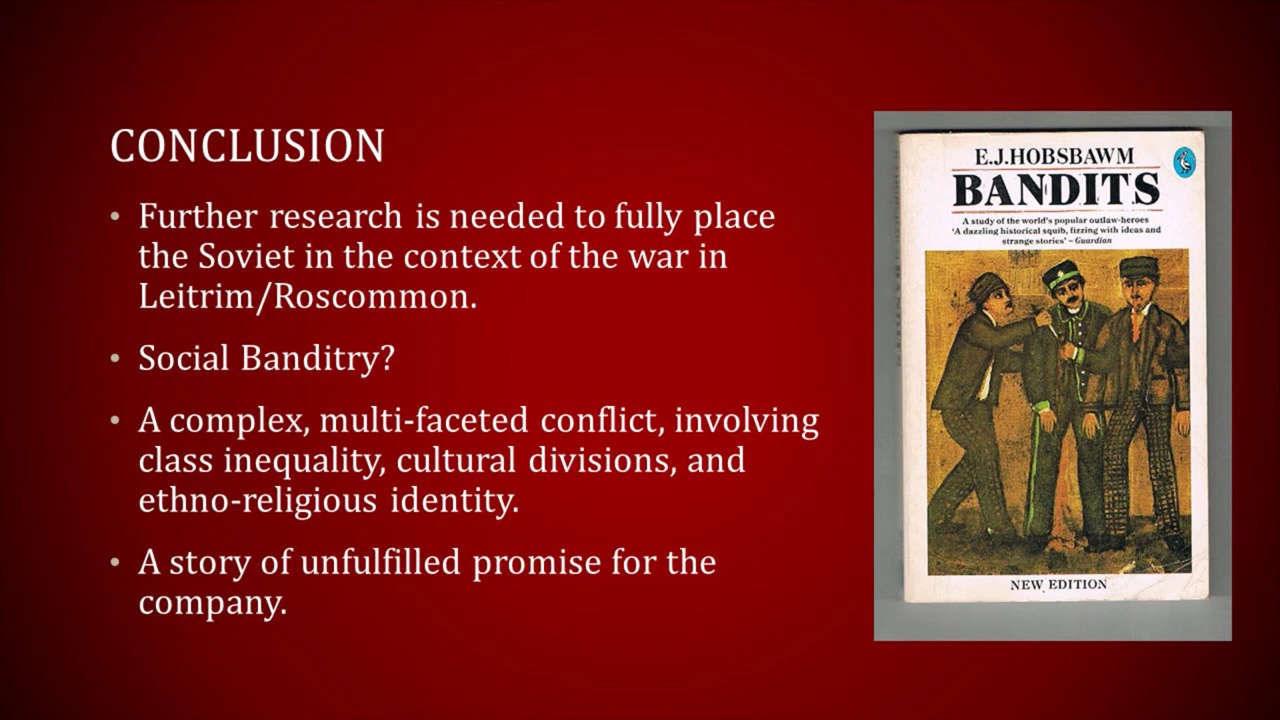 CONCLUSION
• Further research is needed to fully place
the Soviet in the context of the war in
Leitrim/Roscommon.
• Social Banditry?
• A complex, multi-faceted conflict, involving
class inequality, cultural divisions, and
ethno-religious identity.
• A story of unfulfilled promise for the
company.
E.J.HOBSBAWM
BANDITS
A study of the world's popular outlaw-heroes
'A dazzling historical squib, fizzing with ideas and
strange stories' – Guardian
NEW EDITION